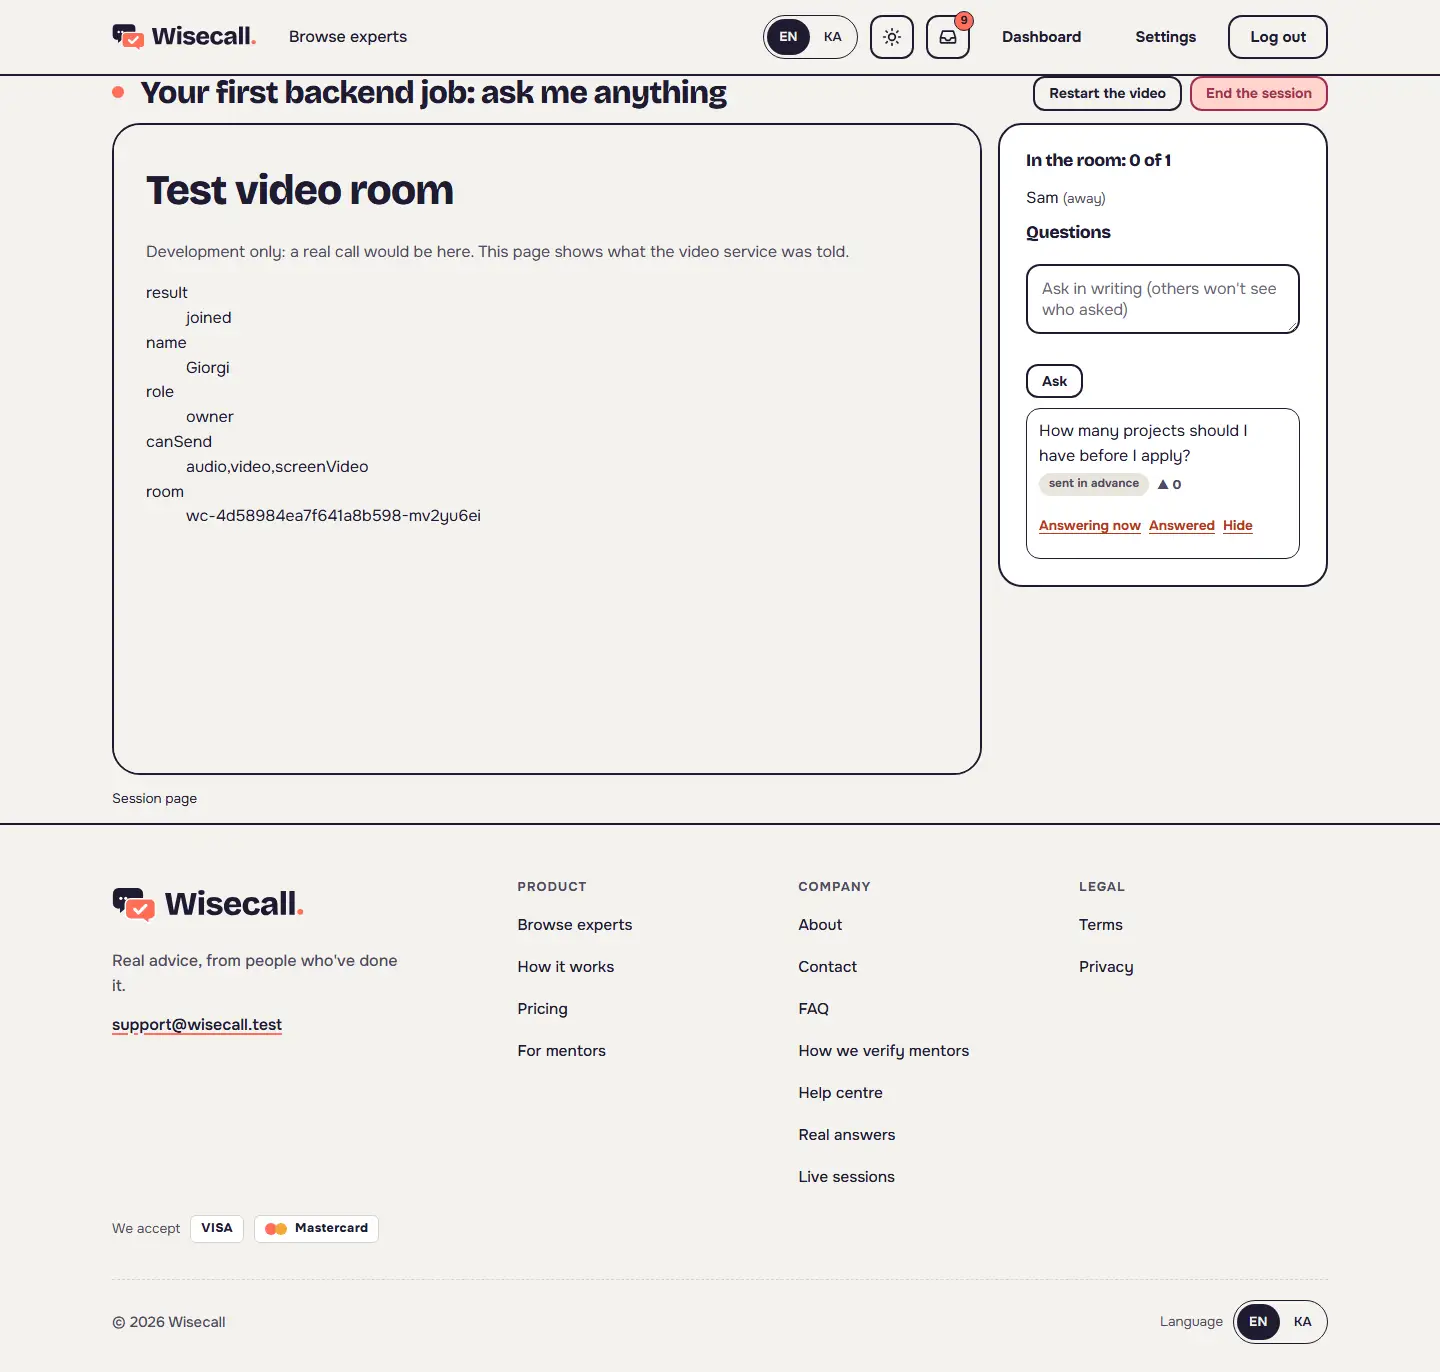 Wisecall.
Browse experts
EN KA
9
Dashboard
Settings
Log out
Your first backend job: ask me anything
Restart the video
End the session
Test video room
Development only: a real call would be here. This page shows what the video service was told.
result
joined
name
Giorgi
role
owner
canSend
audio,video,screenVideo
room
wc-4d58984ea7f641a8b598-mv2yu6ei
In the room: 0 of 1
Sam (away)
Questions
Ask in writing (others won't see
who asked)
Ask
How many projects should I
have before I apply?
sent in advance ▲ 0
Answering now Answered Hide
Session page
Wisecall.
Real advice, from people who've done
it.
support@wisecall.test
PRODUCT
Browse experts
How it works
Pricing
For mentors
COMPANY
About
Contact
FAQ
How we verify mentors
Help centre
Real answers
Live sessions
LEGAL
Terms
Privacy
We accept VISA Mastercard
© 2026 Wisecall
Language EN KA